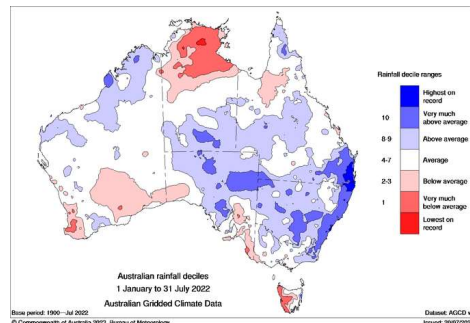 Rainfall decile ranges
Highest on
record
10
Very much
above average
8-9
Above average
4-7
Average
2-3
Below average
1
Very much
below average
Lowest on
record
Australian rainfall deciles
1 January to 31 July 2022
Australian Gridded Climate Data
Base period: 1900—Jul 2022
Dataset: AGCD v
© Commonwealth of Australia 2022, Bureau of Meteorology
Issued: